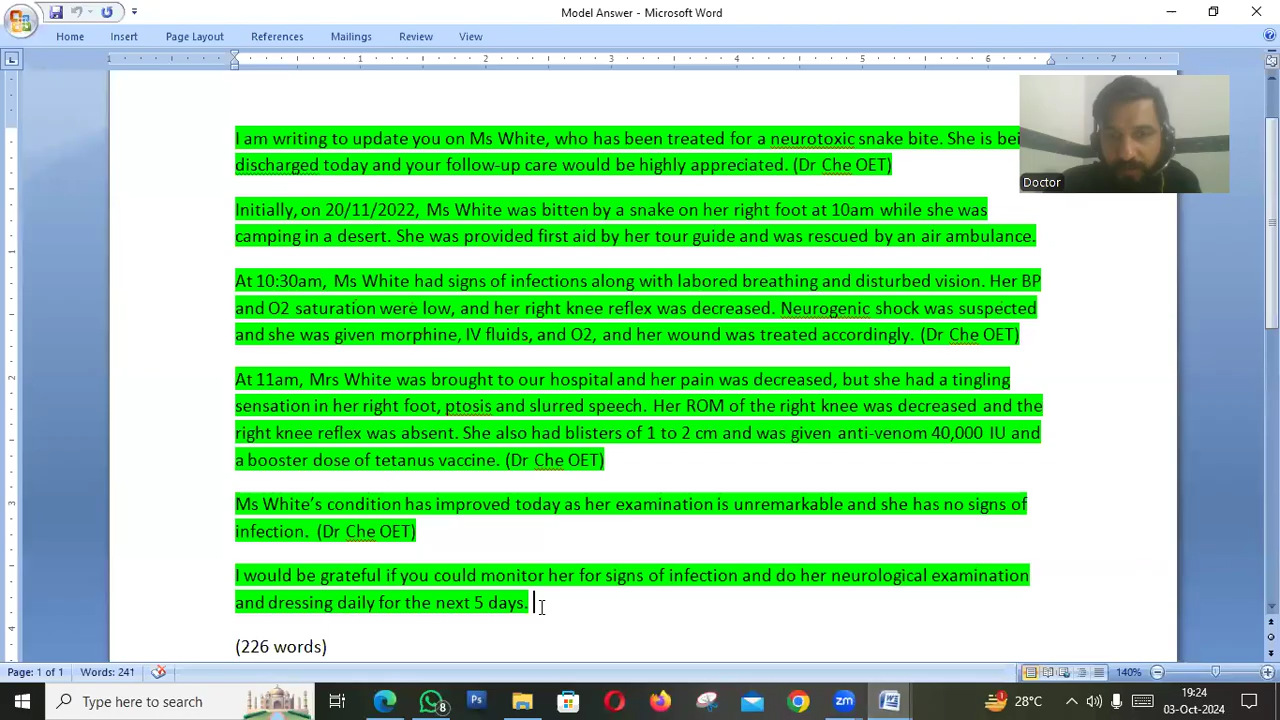 Model Answer - Microsoft Word
Home Insert Page Layout References Mailings Review View
1 1 2 3 4 5 6 7
I am writing to update you on Ms White, who has been treated for a neurotoxic snake bite. She is bei
discharged today and your follow-up care would be highly appreciated. (Dr Che OET)
Initially, on 20/11/2022, Ms White was bitten by a snake on her right foot at 10am while she was
camping in a desert. She was provided first aid by her tour guide and was rescued by an air ambulance.
At 10:30am, Ms White had signs of infections along with labored breathing and disturbed vision. Her BP
and O2 saturation were low, and her right knee reflex was decreased. Neurogenic shock was suspected
and she was given morphine, IV fluids, and O2, and her wound was treated accordingly. (Dr Che OET)
At 11am, Mrs White was brought to our hospital and her pain was decreased, but she had a tingling
sensation in her right foot, ptosis and slurred speech. Her ROM of the right knee was decreased and the
right knee reflex was absent. She also had blisters of 1 to 2 cm and was given anti-venom 40,000 IU and
a booster dose of tetanus vaccine. (Dr Che OET)
Ms White's condition has improved today as her examination is unremarkable and she has no signs of
infection. (Dr Che OET)
I would be grateful if you could monitor her for signs of infection and do her neurological examination
and dressing daily for the next 5 days.
(226 words)
Doctor
Page: 1 of 1 Words: 241 140%
Type here to search 8 Ps zm 28°C 19:24
03-Oct-2024